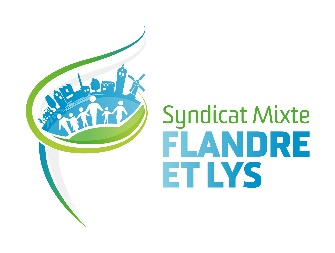 Syndicat Mixte
FLANDRE
ET LYS